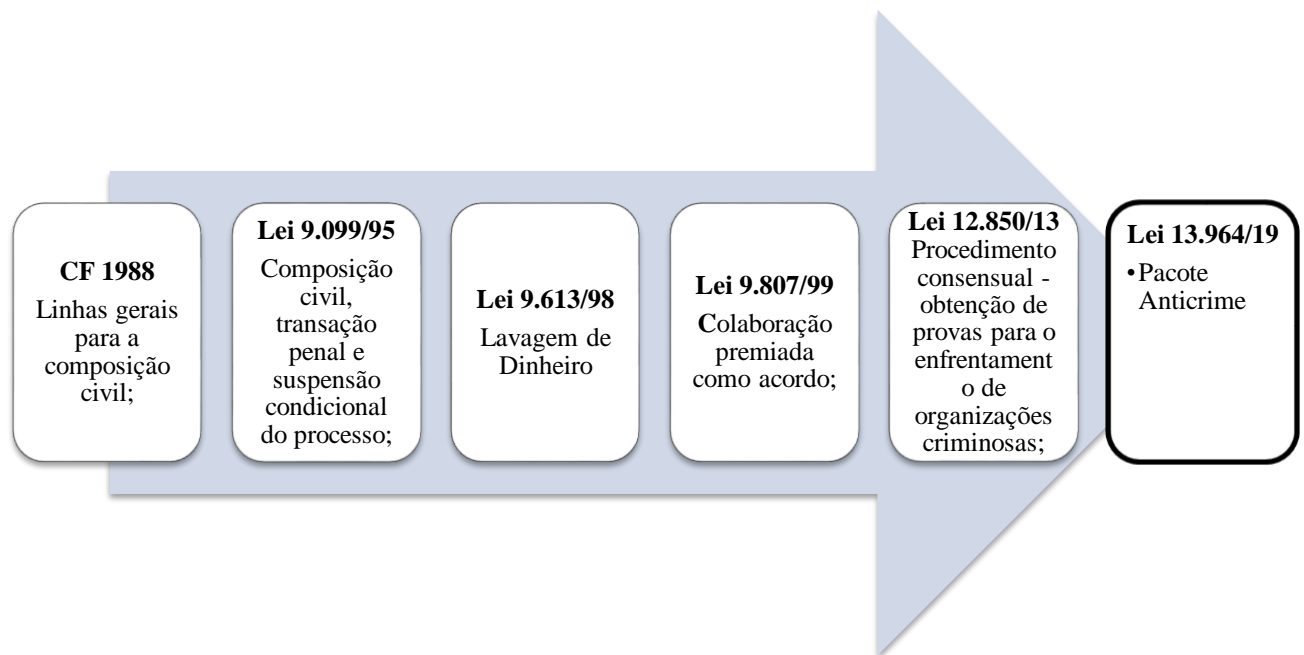 CF 1988
Linhas gerais
para a
composição
civil;
Lei 9.099/95
Composição
civil,
transação
penal e
suspensão
condicional
do processo;
Lei 9.613/98
Lavagem de
Dinheiro
Lei 9.807/99
Colaboração
premiada
como acordo;
Lei 12.850/13
Procedimento
consensual -
obtenção de
provas para o
enfrentament
o de
organizações
criminosas;
Lei 13.964/19
•Pacote
Anticrime